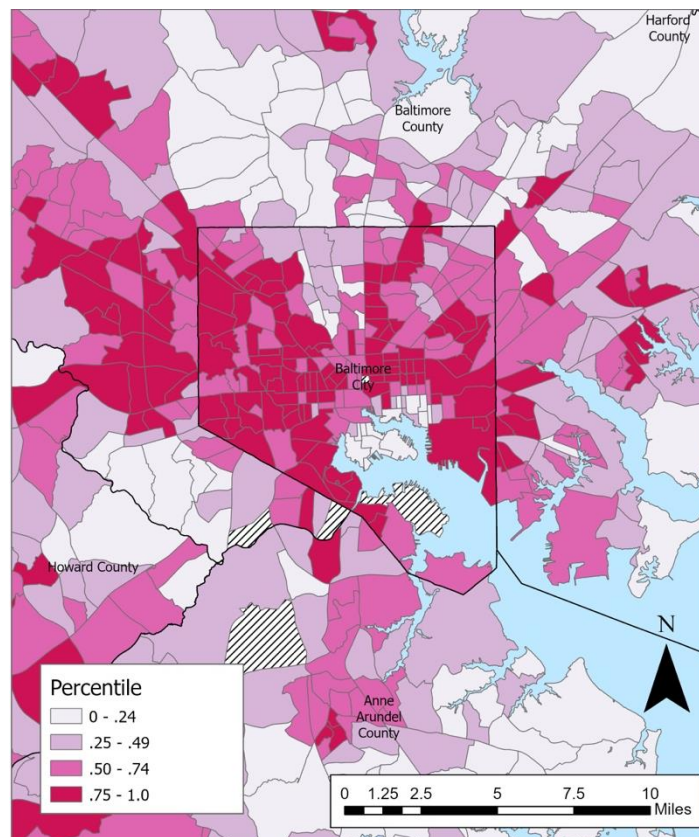 Harford
County
Baltimore
County
Baltimore
City
Howard County
Anne
Arundel
County
N
Percentile
0 - .24
.25 - .49
.50 - .74
.75 - 1.0
0 1.25 2.5 5 7.5 10
Miles